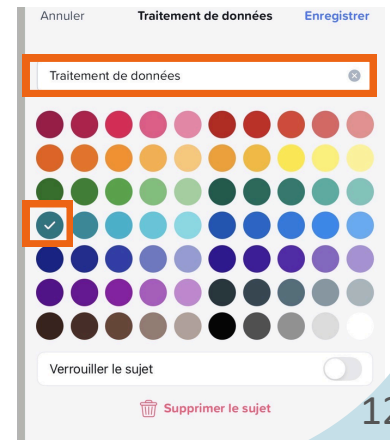 Annuler Traitement de données Enregistrer
Traitement de données
Verrouiller le sujet
Supprimer le sujet
12